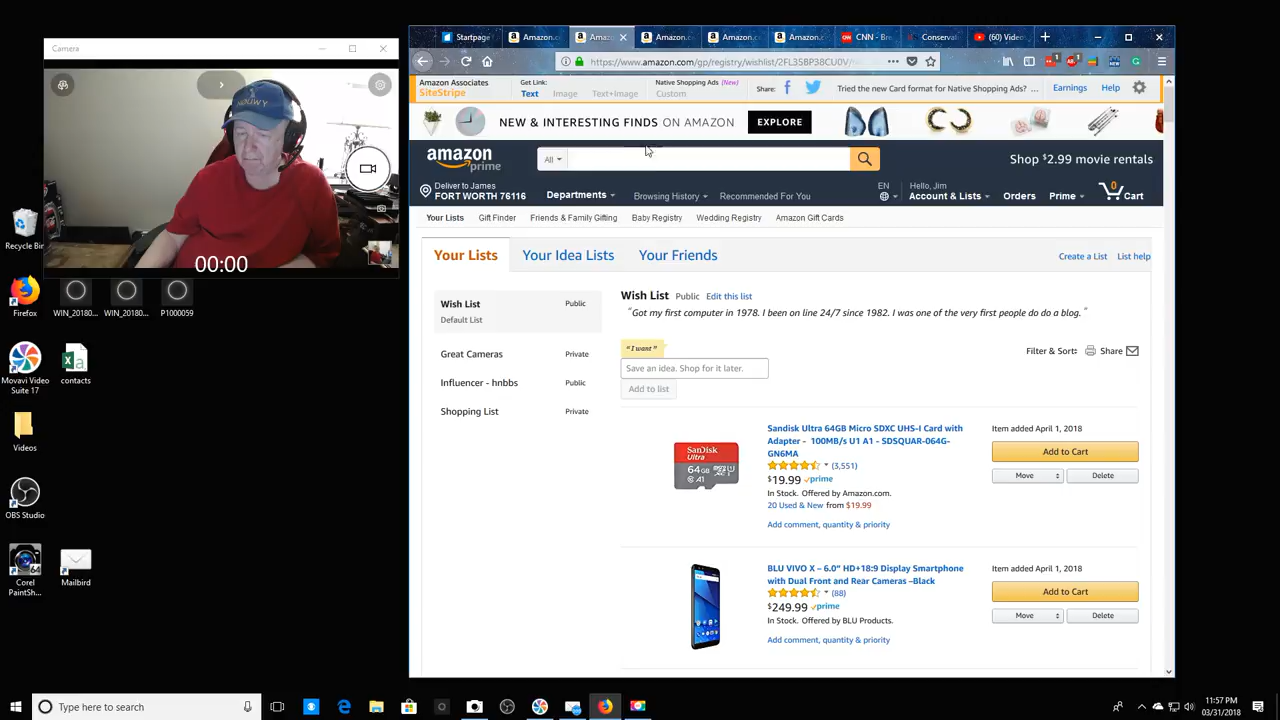 Camera
00:00
Recycle Bin
Firefox
WIN_20180...
WIN_20180...
P1000059
Movavi Video
Suite 17
contacts
Videos
OBS Studio
Corel
PaintSh...
Mailbird
Startpage
Amazon.c
Amaz
Amazon.c
Amazon.c
Amazon.c
CNN - Br
Conserva
(60) Video
https://www.amazon.com/gp/registry/wishlist/2FL35BP38CU0V/
Amazon Associates
SiteStripe
Get Link:
Text Image Text+Image
Native Shopping Ads (New)
Custom
Share:
Tried the new Card format for Native Shopping Ads? ...
Earnings Help
NEW & INTERESTING FINDS ON AMAZON EXPLORE
amazon
prime
All
Shop $2.99 movie rentals
Deliver to James
FORT WORTH 76116
Departments
Browsing History
Recommended For You
EN
Hello, Jim
Account & Lists
Orders
Prime
0
Cart
Your Lists Gift Finder Friends & Family Gifting Baby Registry Wedding Registry Amazon Gift Cards
Your Lists Your Idea Lists Your Friends
Create a List List help
Wish List Public
Default List
Great Cameras Private
Influencer - hnbbs Public
Shopping List Private
Wish List Public Edit this list
"Got my first computer in 1978. I been on line 24/7 since 1982. I was one of the very first people do do a blog. "
"I want"
Save an idea. Shop for it later.
Add to list
Filter & Sort
Share
SanDisk
Ultra
64GB
Sandisk Ultra 64GB Micro SDXC UHS-I Card with
Adapter - 100MB/s U1 A1 - SDSQUAR-064G-
GN6MA
(3,551)
$19.99 prime
In Stock. Offered by Amazon.com.
20 Used & New from $19.99
Add comment, quantity & priority
Item added April 1, 2018
Add to Cart
Move Delete
BLU VIVO X – 6.0" HD+18:9 Display Smartphone
with Dual Front and Rear Cameras –Black
(88)
$249.99 prime
In Stock. Offered by BLU Products.
Add comment, quantity & priority
Item added April 1, 2018
Add to Cart
Move Delete
Type here to search
11:57 PM
03/31/2018